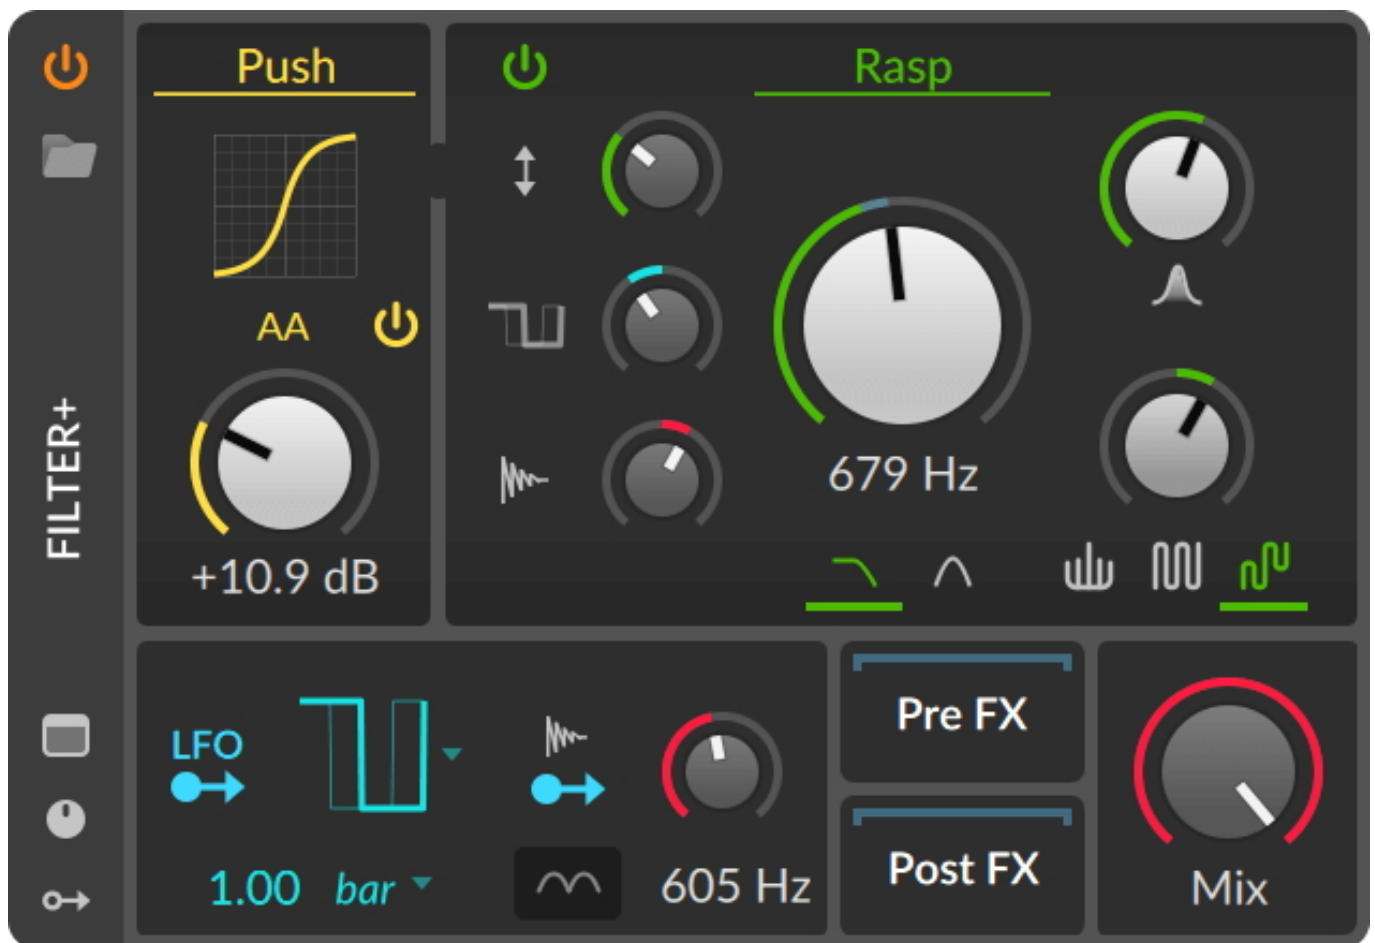 FILTER+
Push
AA
+10.9 dB
Rasp
679 Hz
LFO
1.00 bar
605 Hz
Pre FX
Post FX
Mix